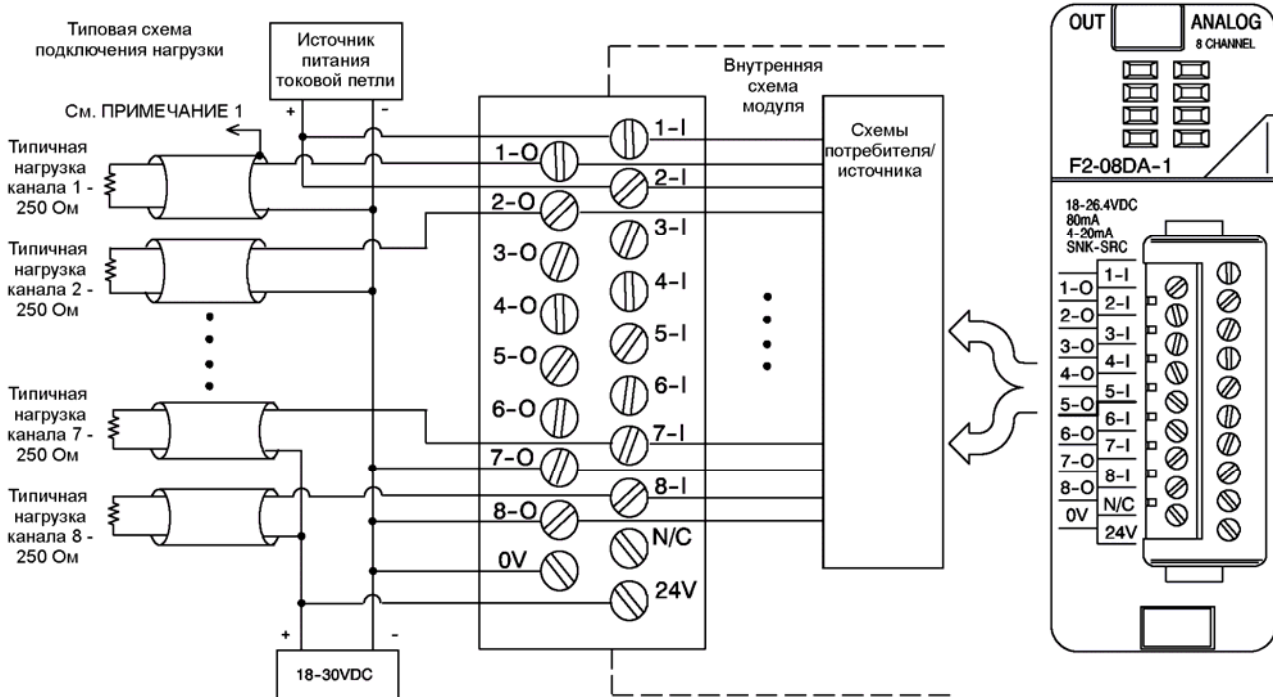 Типовая схема
подключения нагрузки
Источник
питания
токовой петли
+ -
См. ПРИМЕЧАНИЕ 1
Типичная
нагрузка
канала 1 -
250 Ом
Типичная
нагрузка
канала 2 -
250 Ом
Типичная
нагрузка
канала 7 -
250 Ом
Типичная
нагрузка
канала 8 -
250 Ом
+ -
18-30VDC
1-O
2-O
3-O
4-O
5-O
6-O
7-O
8-O
0V
1-I
2-I
3-I
4-I
5-I
6-I
7-I
8-I
N/C
24V
Внутренняя
схема
модуля
Схемы
потребителя/
источника
OUT ANALOG
8 CHANNEL
F2-08DA-1
18-26.4VDC
80mA
4-20mA
SNK-SRC
1-I
1-O
2-I
2-O
3-I
3-O
4-I
4-O
5-I
5-O
6-I
6-O
7-I
7-O
8-I
8-O
N/C
0V
24V